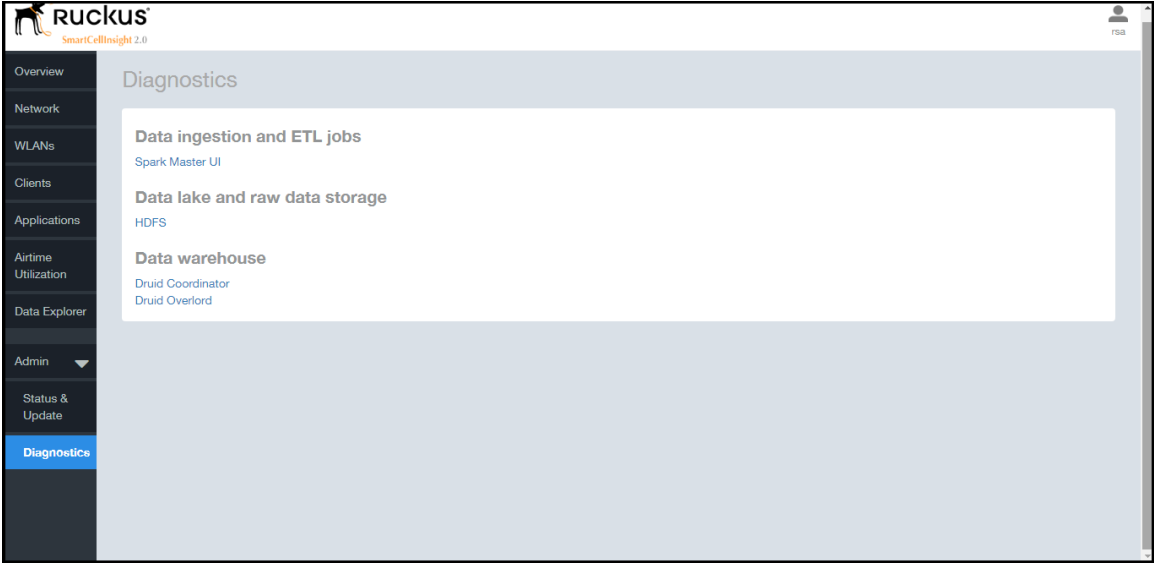 RUCKUS
SmartCellInsight 2.0
rsa
Overview
Network
WLANs
Clients
Applications
Airtime
Utilization
Data Explorer
Admin
Status &
Update
Diagnostics
Diagnostics
Data ingestion and ETL jobs
Spark Master UI
Data lake and raw data storage
HDFS
Data warehouse
Druid Coordinator
Druid Overlord